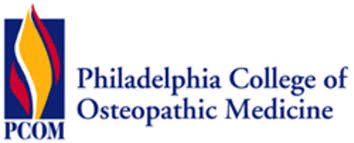 Philadelphia College of
Osteopathic Medicine
PCOM